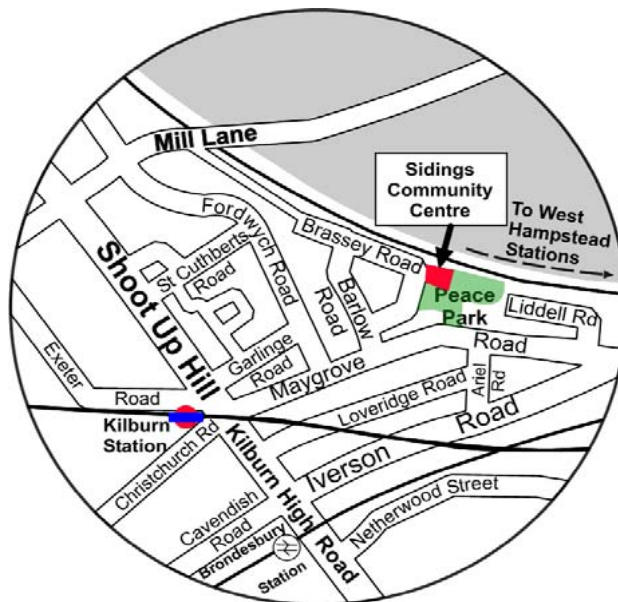 Mill Lane
Sidings
Community
Centre
To West
Hampstead
Stations
Fordwych Road
Brassey Road
St Cuthberts
Road
Shoot Up Hill
Barlow
Road
Peace
Park
Liddell Rd
Garlinge
Road
Maygrove
Road
Exeter
Road
Loveridge Road
Ariel
Rd
Kilburn
Station
Christchurch Rd
Kilburn High
Road
Iverson
Road
Cavendish
Road
Brondesbury
Station
Netherwood Street